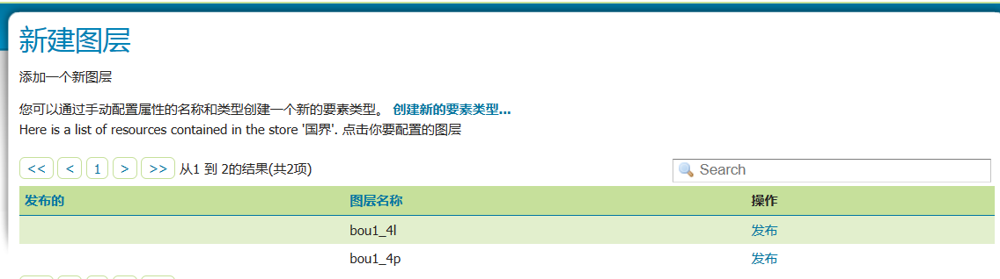 新建图层
添加一个新图层
您可以通过手动配置属性的名称和类型创建一个新的要素类型。 创建新的要素类型...
Here is a list of resources contained in the store '国界'. 点击你要配置的图层
<< < 1 > >> 从1 到 2的结果(共2项) Search
发布的 图层名称 操作
bou1_4l 发布
bou1_4p 发布